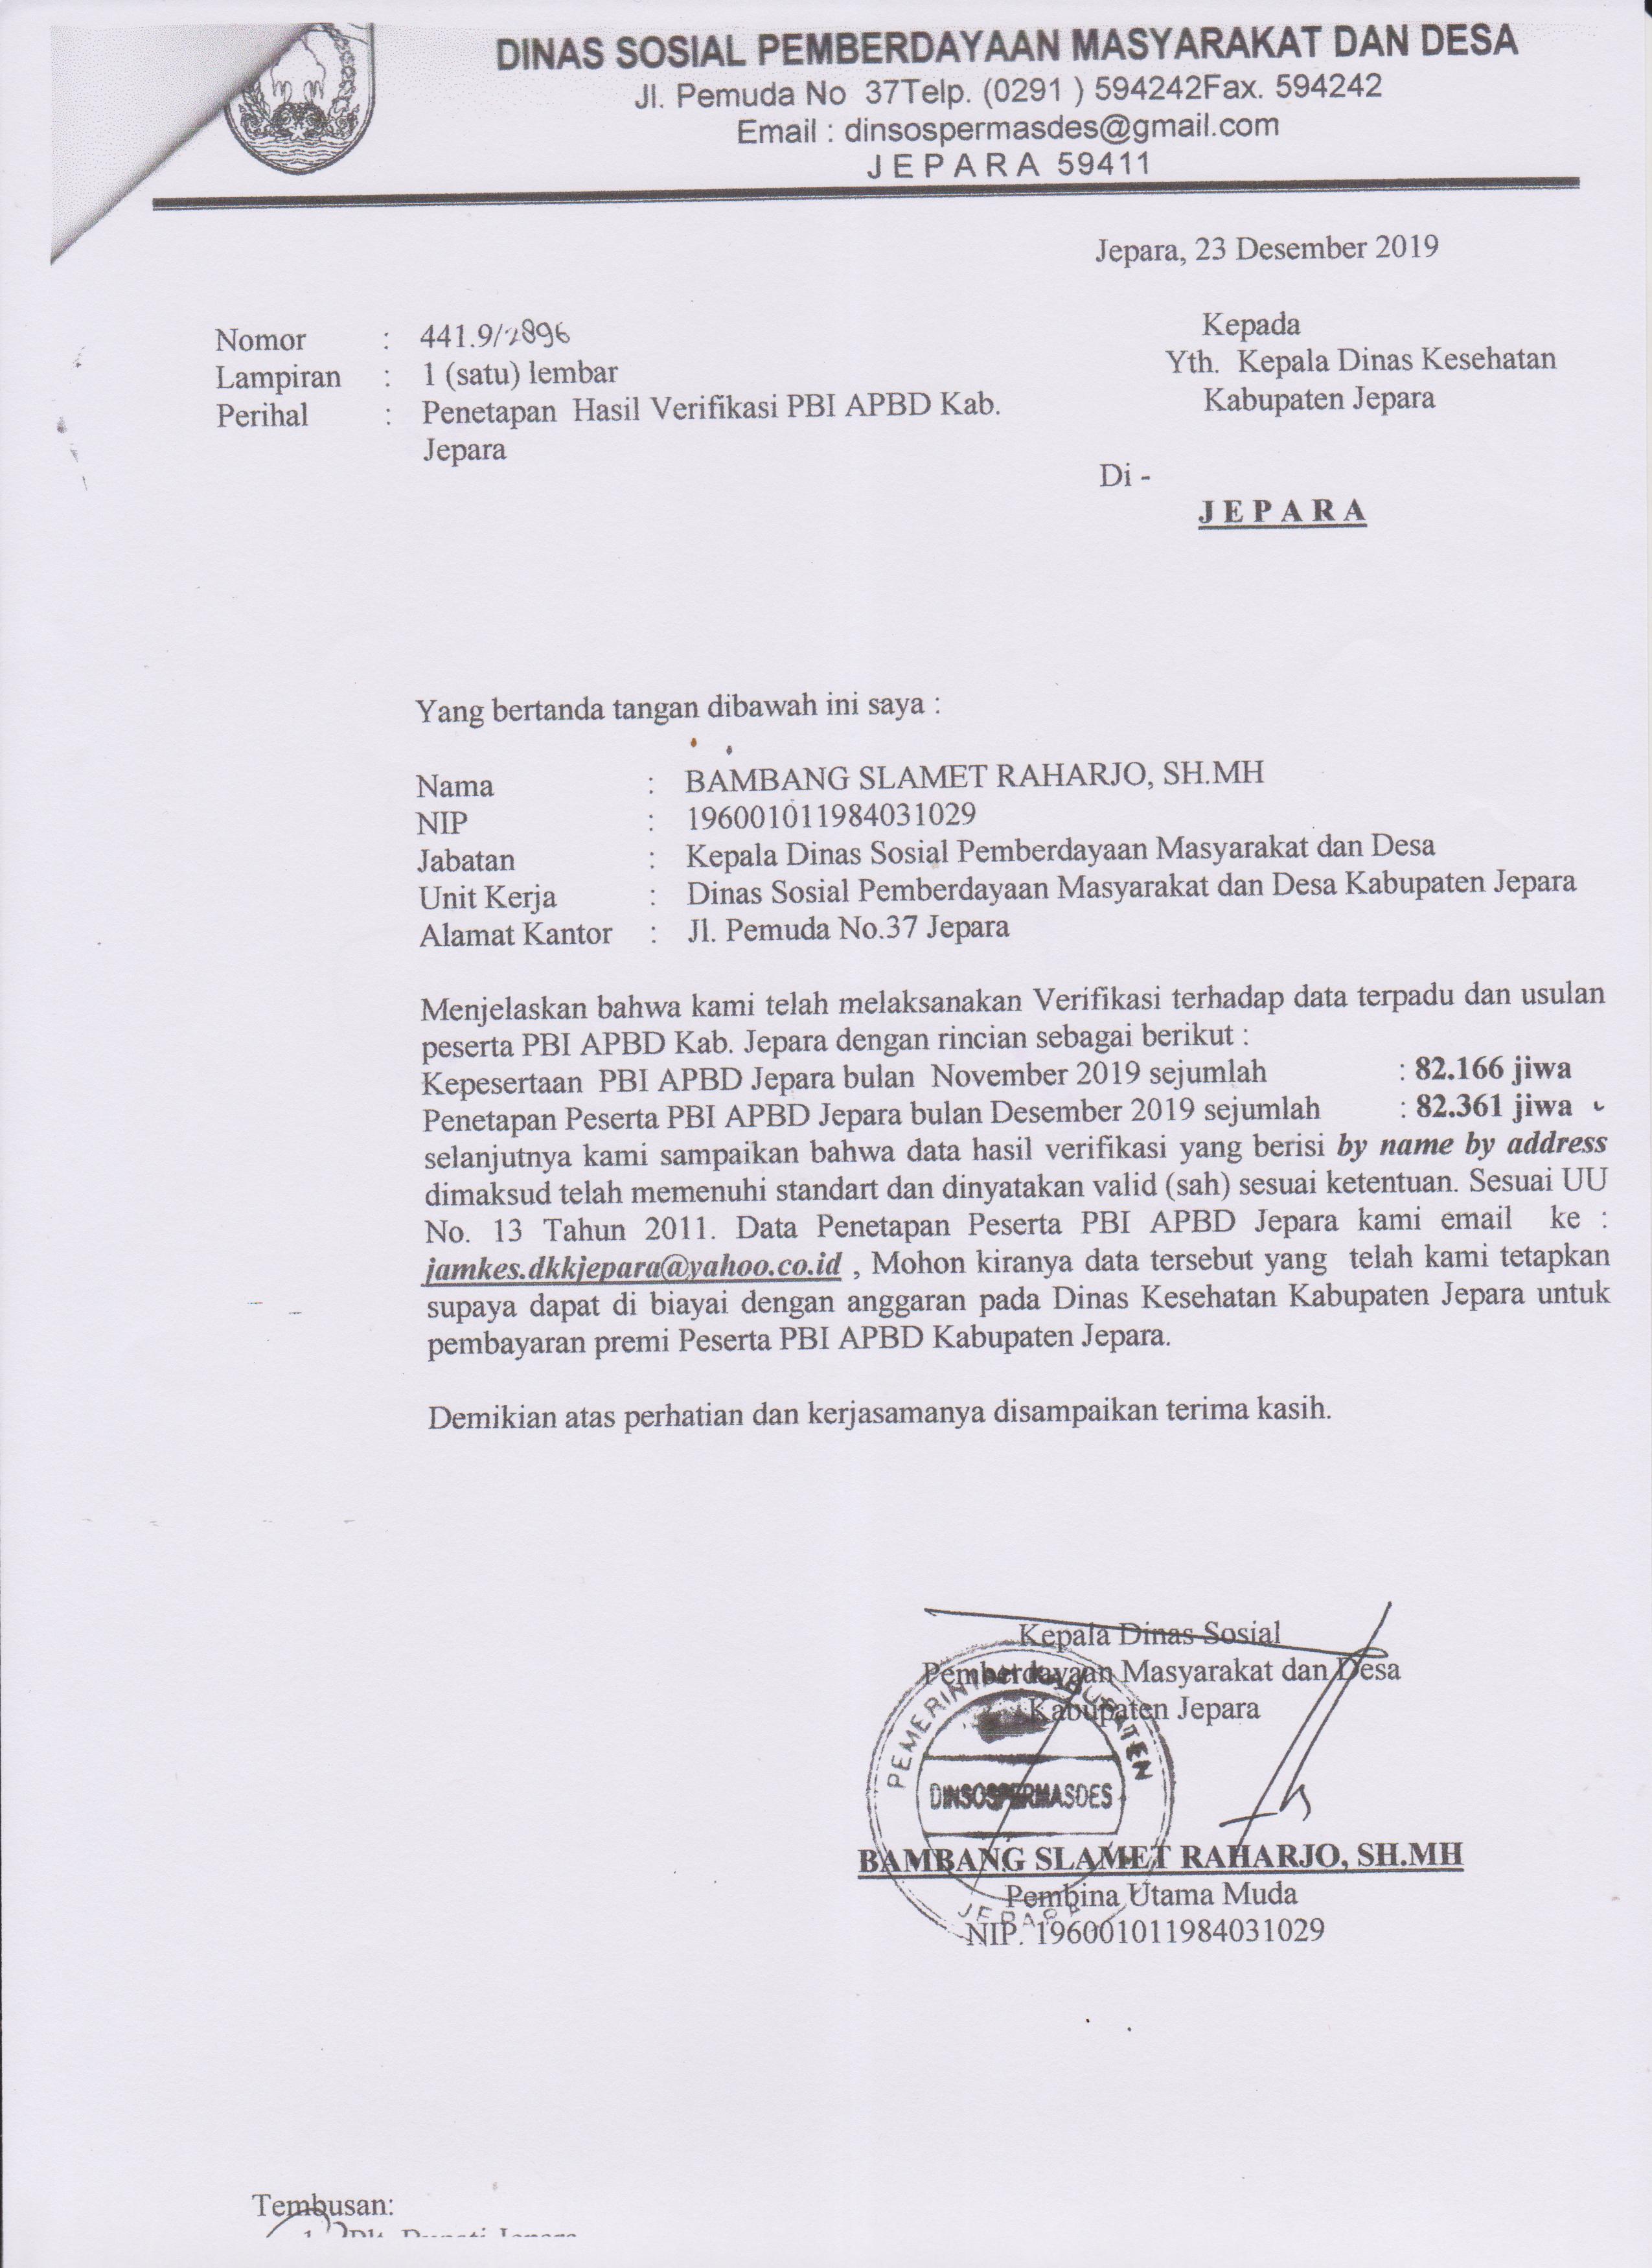 DINAS SOSIAL PEMBERDAYAAN MASYARAKAT DAN DESA
Jl. Pemuda No 37Telp. (0291 ) 594242Fax. 594242
Email : dinsospermasdes@gmail.com
J E P A R A 59411
Jepara, 23 Desember 2019
Nomor : 441.9/2896
Lampiran : 1 (satu) lembar
Perihal : Penetapan Hasil Verifikasi PBI APBD Kab.
Jepara
Kepada
Yth. Kepala Dinas Kesehatan
Kabupaten Jepara
Di -
J E P A R A
Yang bertanda tangan dibawah ini saya :
Nama : BAMBANG SLAMET RAHARJO, SH.MH
NIP : 196001011984031029
Jabatan : Kepala Dinas Sosial Pemberdayaan Masyarakat dan Desa
Unit Kerja : Dinas Sosial Pemberdayaan Masyarakat dan Desa Kabupaten Jepara
Alamat Kantor : Jl. Pemuda No.37 Jepara
Menjelaskan bahwa kami telah melaksanakan Verifikasi terhadap data terpadu dan usulan
peserta PBI APBD Kab. Jepara dengan rincian sebagai berikut :
Kepesertaan PBI APBD Jepara bulan November 2019 sejumlah : 82.166 jiwa
Penetapan Peserta PBI APBD Jepara bulan Desember 2019 sejumlah : 82.361 jiwa
selanjutnya kami sampaikan bahwa data hasil verifikasi yang berisi by name by address
dimaksud telah memenuhi standart dan dinyatakan valid (sah) sesuai ketentuan. Sesuai UU
No. 13 Tahun 2011. Data Penetapan Peserta PBI APBD Jepara kami email ke :
jamkes.dkkjepara@yahoo.co.id , Mohon kiranya data tersebut yang telah kami tetapkan
supaya dapat di biayai dengan anggaran pada Dinas Kesehatan Kabupaten Jepara untuk
pembayaran premi Peserta PBI APBD Kabupaten Jepara.
Demikian atas perhatian dan kerjasamanya disampaikan terima kasih.
Kepala Dinas Sosial
Pemberdayaan Masyarakat dan Desa
Kabupaten Jepara
PEMERINTAH KABUPATEN
DINSOSPERMASDES
JEPARA
BAMBANG SLAMET RAHARJO, SH.MH
Pembina Utama Muda
NIP. 196001011984031029
Tembusan: